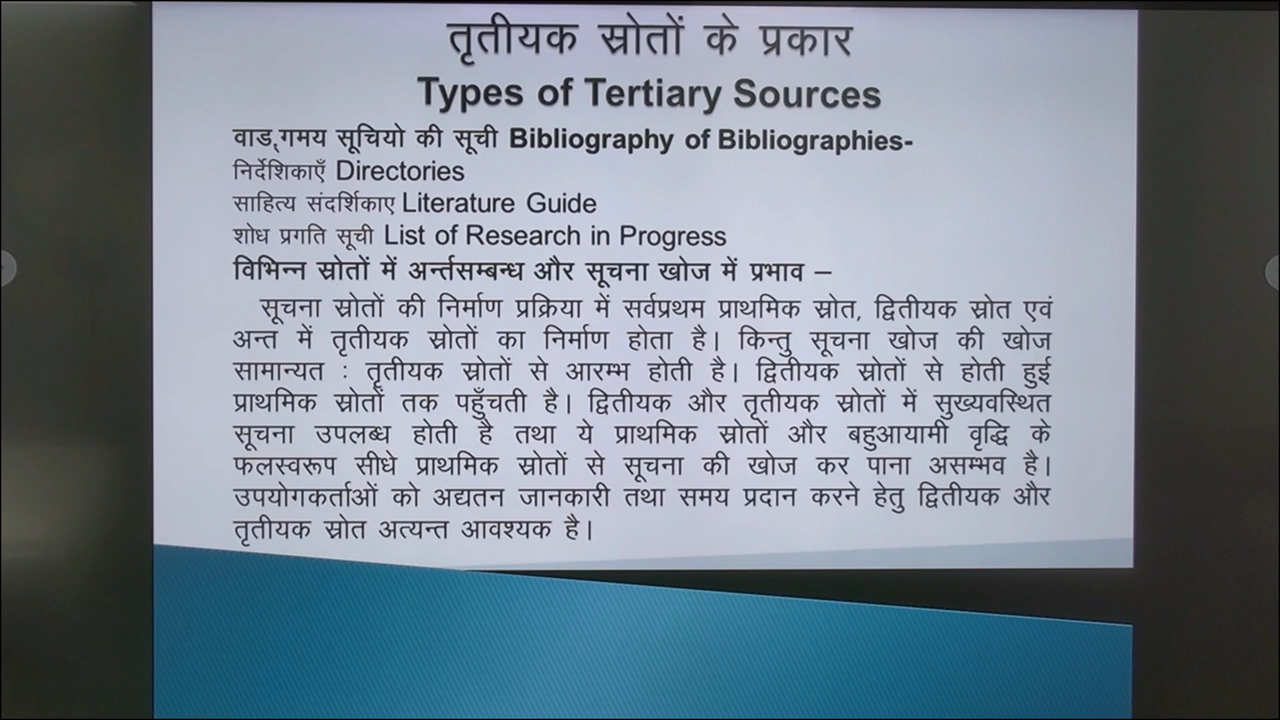 तृतीयक स्रोतों के प्रकार
Types of Tertiary Sources
वाड.्गमय सूचियो की सूची Bibliography of Bibliographies-
निर्देशिकाएँ Directories
साहित्य संदर्शिकाए Literature Guide
शोध प्रगति सूची List of Research in Progress
विभिन्न स्रोतों में अर्न्तसम्बन्ध और सूचना खोज में प्रभाव –
सूचना स्रोतों की निर्माण प्रक्रिया में सर्वप्रथम प्राथमिक स्रोत, द्वितीयक स्रोत एवं
अन्त में तृतीयक स्रोतों का निर्माण होता है। किन्तु सूचना खोज की खोज
सामान्यत : तृतीयक स्रोतों से आरम्भ होती है। द्वितीयक स्रोतों से होती हुई
प्राथमिक स्रोतों तक पहुँचती है। द्वितीयक और तृतीयक स्रोतों में सुख्यवस्थित
सूचना उपलब्ध होती है तथा ये प्राथमिक स्रोतों और बहुआयामी वृद्धि के
फलस्वरूप सीधे प्राथमिक स्रोतों से सूचना की खोज कर पाना असम्भव है।
उपयोगकर्ताओं को अद्यतन जानकारी तथा समय प्रदान करने हेतु द्वितीयक और
तृतीयक स्रोत अत्यन्त आवश्यक है।